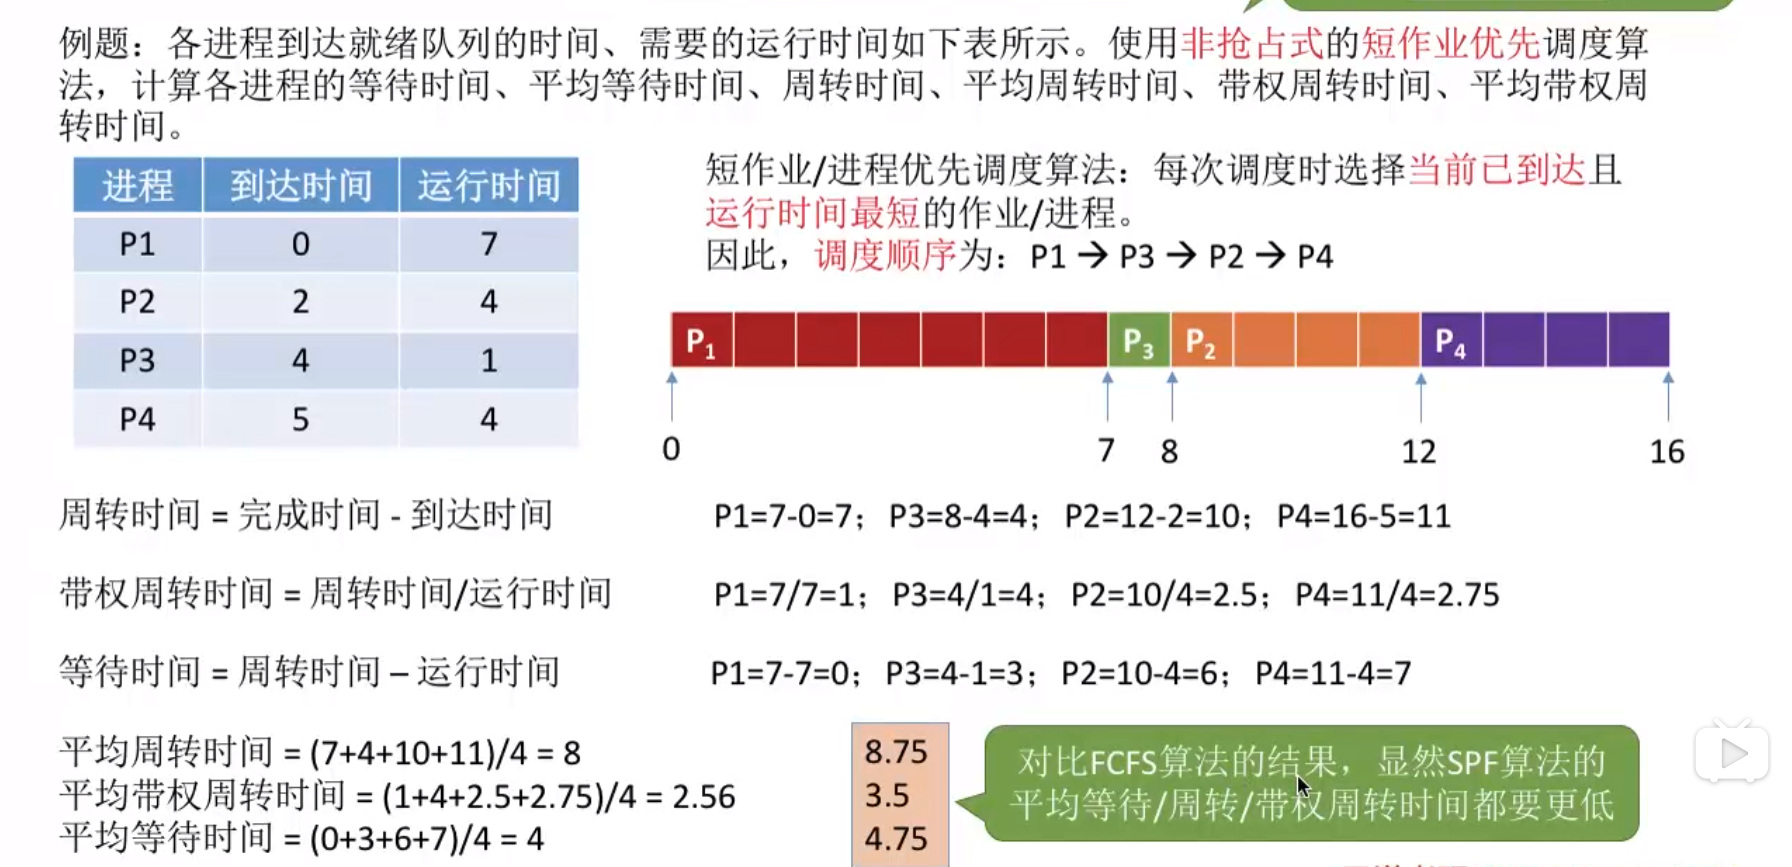 例题：各进程到达就绪队列的时间、需要的运行时间如下表所示。使用非抢占式的短作业优先调度算
法，计算各进程的等待时间、平均等待时间、周转时间、平均周转时间、带权周转时间、平均带权周
转时间。
进程 到达时间 运行时间
P1 0 7
P2 2 4
P3 4 1
P4 5 4
短作业/进程优先调度算法：每次调度时选择当前已到达且
运行时间最短的作业/进程。
因此，调度顺序为：P1 → P3 → P2 → P4
P1 P3 P2 P4
0 7 8 12 16
周转时间 = 完成时间 - 到达时间
P1=7-0=7；P3=8-4=4；P2=12-2=10；P4=16-5=11
带权周转时间 = 周转时间/运行时间
P1=7/7=1；P3=4/1=4；P2=10/4=2.5；P4=11/4=2.75
等待时间 = 周转时间 – 运行时间
P1=7-7=0；P3=4-1=3；P2=10-4=6；P4=11-4=7
平均周转时间 = (7+4+10+11)/4 = 8
平均带权周转时间 = (1+4+2.5+2.75)/4 = 2.56
平均等待时间 = (0+3+6+7)/4 = 4
8.75
3.5
4.75
对比FCFS算法的结果，显然SPF算法的
平均等待/周转/带权周转时间都要更低